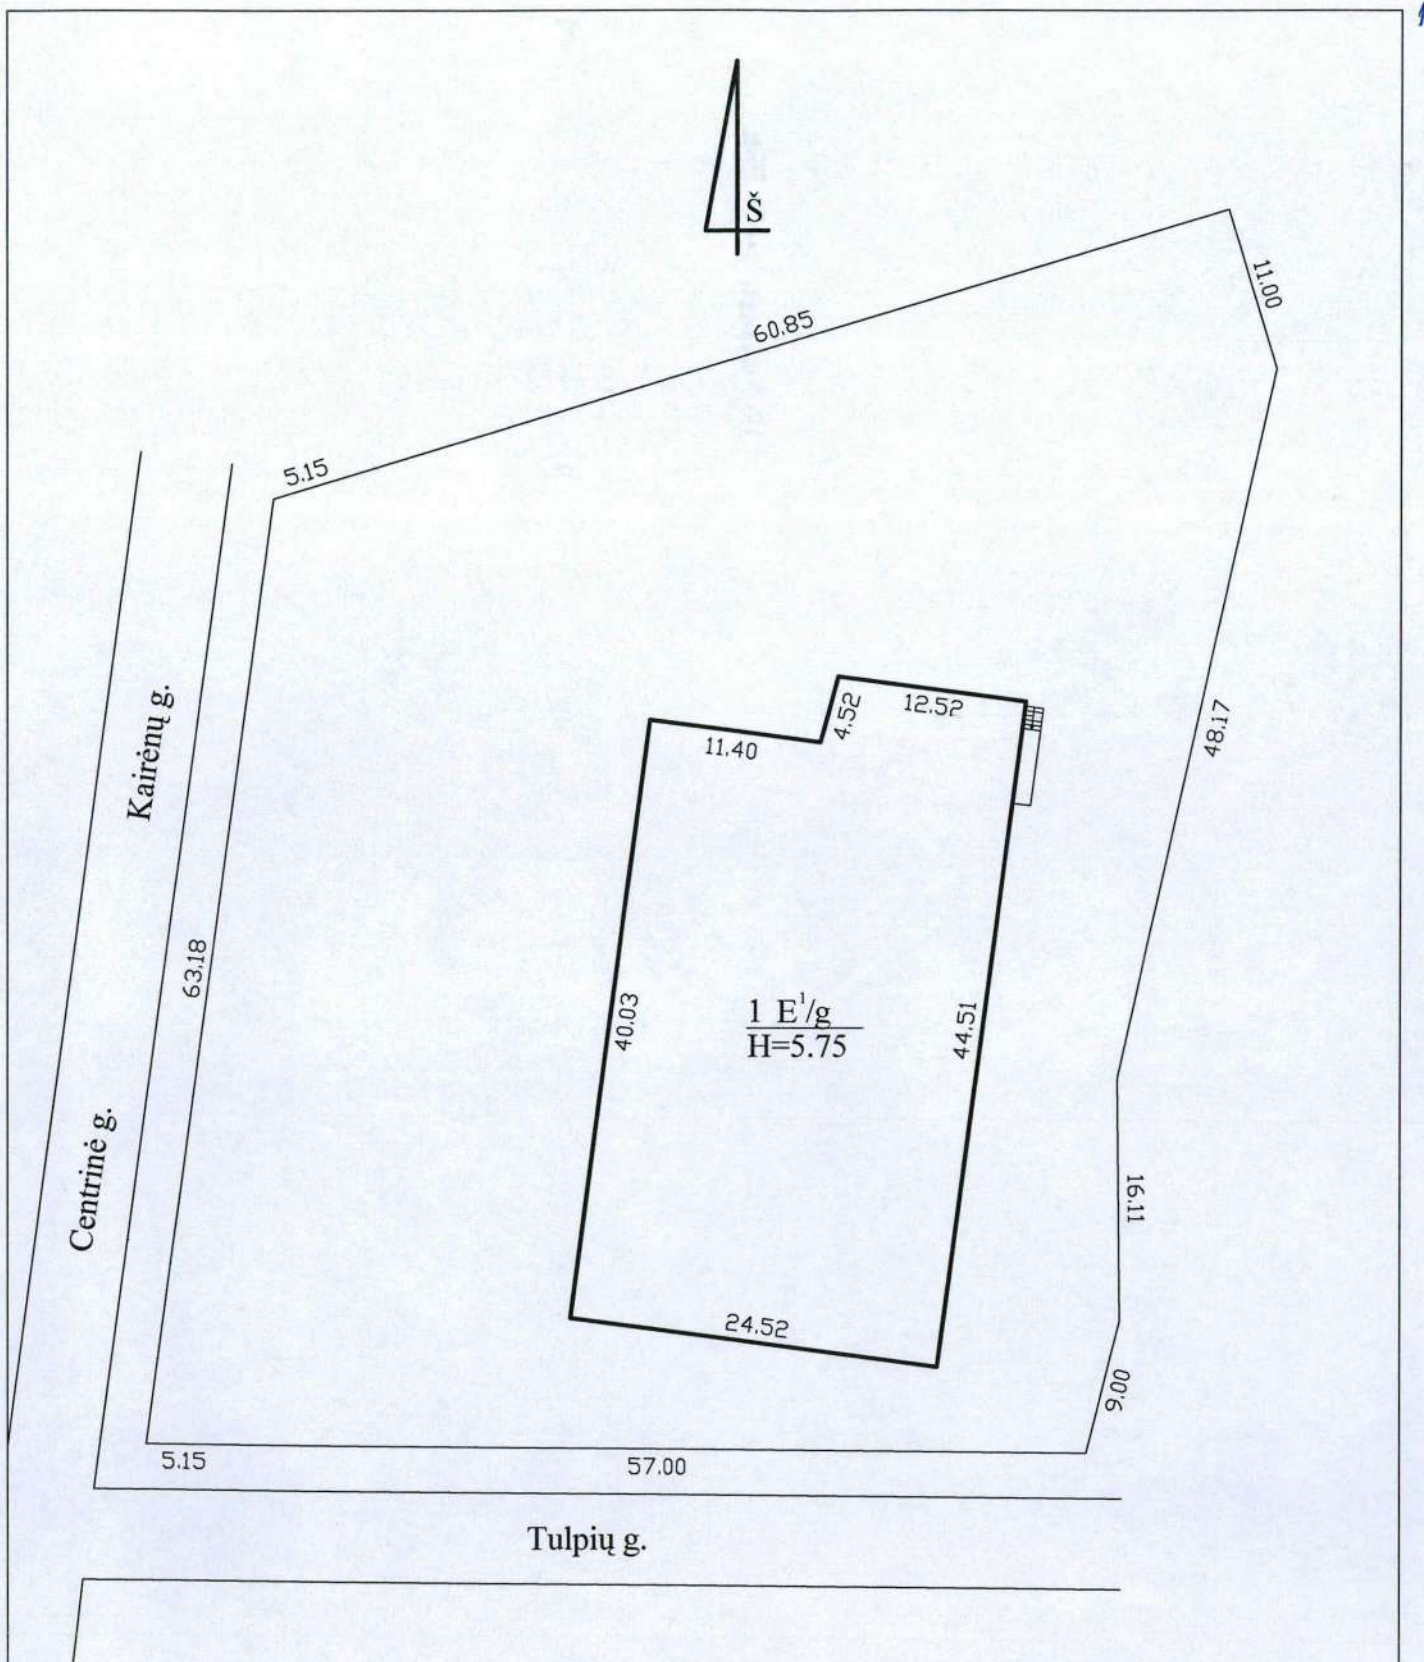 Š
11.00
60.85
5.15
Kairėnų g.
4.52
12.52
11.40
48.17
63.18
40.03
1 E¹/g
H=5.75
44.51
Centrinė g.
16.11
24.52
9.00
5.15
57.00
Tulpių g.